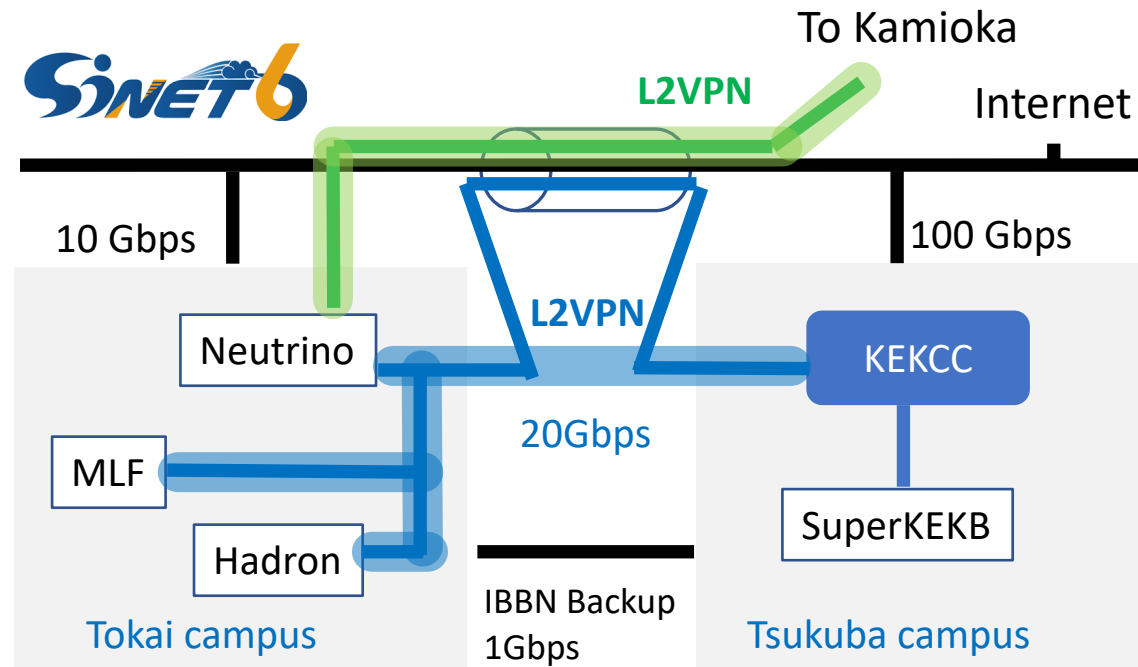 To Kamioka
SiNET6
L2VPN
Internet
10 Gbps
100 Gbps
L2VPN
Neutrino
KEKCC
20Gbps
MLF
SuperKEKB
Hadron
IBBN Backup
1Gbps
Tokai campus
Tsukuba campus